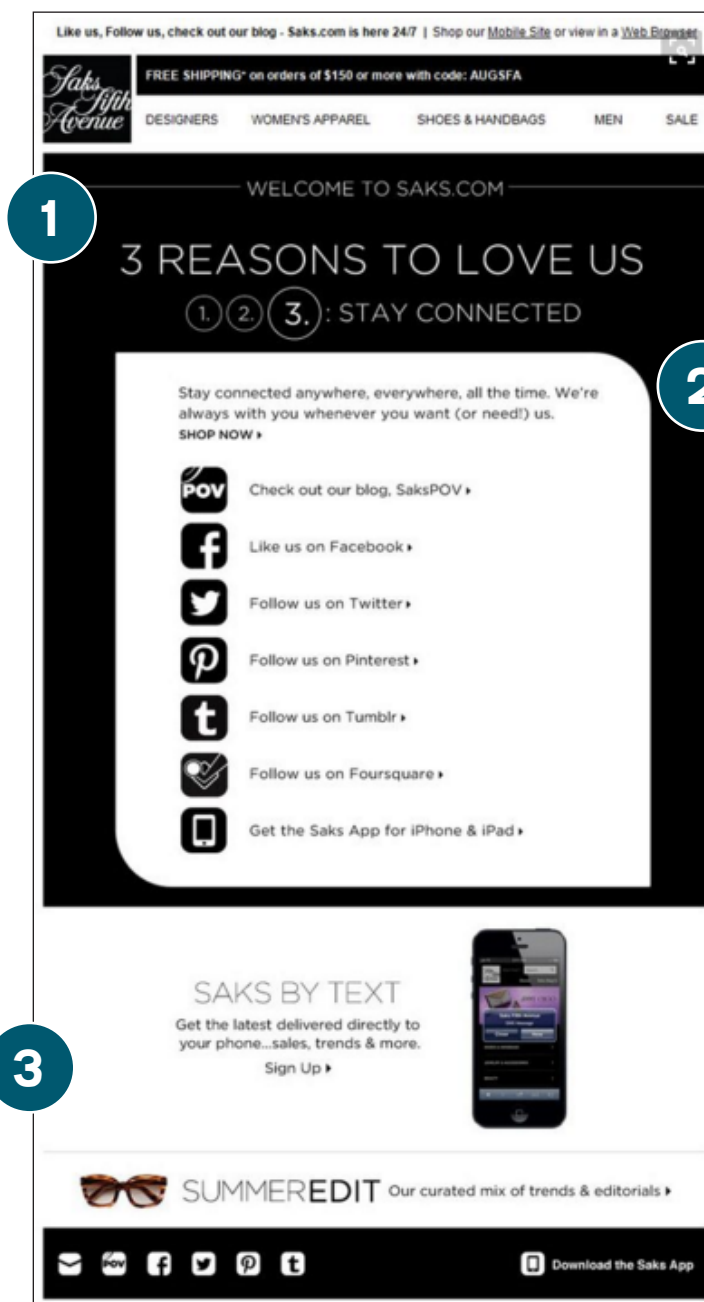 Like us, Follow us, check out our blog - Saks.com is here 24/7 | Shop our Mobile Site or view in a Web Browser
Saks Fifth Avenue
FREE SHIPPING* on orders of $150 or more with code: AUGSFA
DESIGNERS WOMEN'S APPAREL SHOES & HANDBAGS MEN SALE
1
WELCOME TO SAKS.COM
3 REASONS TO LOVE US
1. 2. 3. : STAY CONNECTED
2
Stay connected anywhere, everywhere, all the time. We're
always with you whenever you want (or need!) us.
SHOP NOW ▸
POV Check out our blog, SaksPOV ▸
Like us on Facebook ▸
Follow us on Twitter ▸
Follow us on Pinterest ▸
Follow us on Tumblr ▸
Follow us on Foursquare ▸
Get the Saks App for iPhone & iPad ▸
SAKS BY TEXT
Get the latest delivered directly to
your phone...sales, trends & more.
Sign Up ▸
3
SUMMEREDIT Our curated mix of trends & editorials ▸
POV Download the Saks App